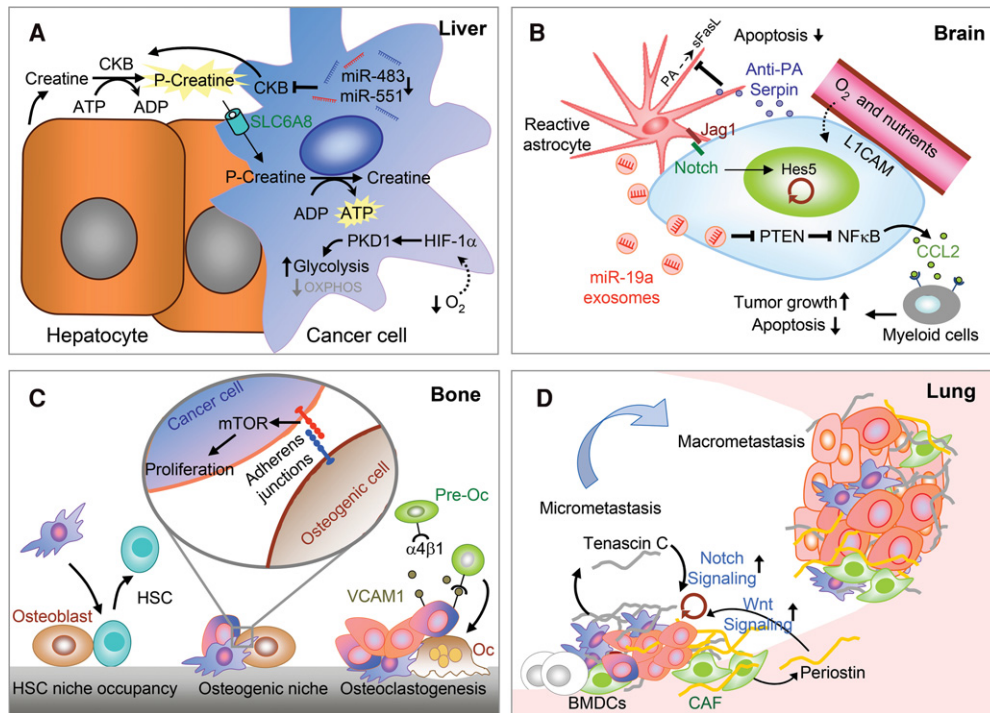 A
Liver
CKB
Creatine
P-Creatine
ATP
ADP
CKB
miR-483
miR-551
SLC6A8
P-Creatine
Creatine
ADP
ATP
PKD1
HIF-1α
Glycolysis
OXPHOS
O2
Hepatocyte
Cancer cell
B
Brain
PA
sFasL
Apoptosis
Anti-PA
Serpin
O2 and nutrients
Reactive
astrocyte
Jag1
L1CAM
Notch
Hes5
PTEN
NFκB
CCL2
miR-19a
exosomes
Tumor growth
Apoptosis
Myeloid cells
C
Bone
Cancer cell
mTOR
Proliferation
Adherens
junctions
Osteogenic cell
Pre-Oc
α4β1
HSC
VCAM1
Osteoblast
Oc
HSC niche occupancy
Osteogenic niche
Osteoclastogenesis
D
Lung
Macrometastasis
Micrometastasis
Tenascin C
Notch
Signaling
Wnt
Signaling
Periostin
BMDCs
CAF